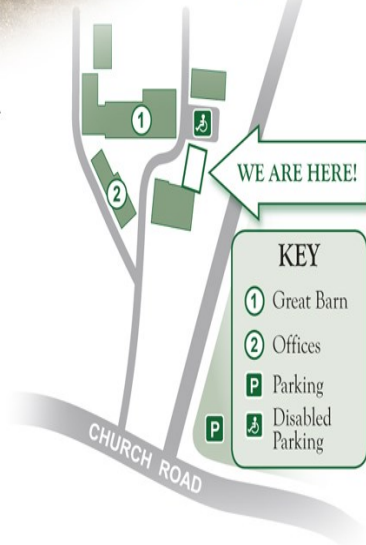 1
2
WE ARE HERE!
KEY
1 Great Barn
2 Offices
P Parking
Disabled
Parking
P
CHURCH ROAD